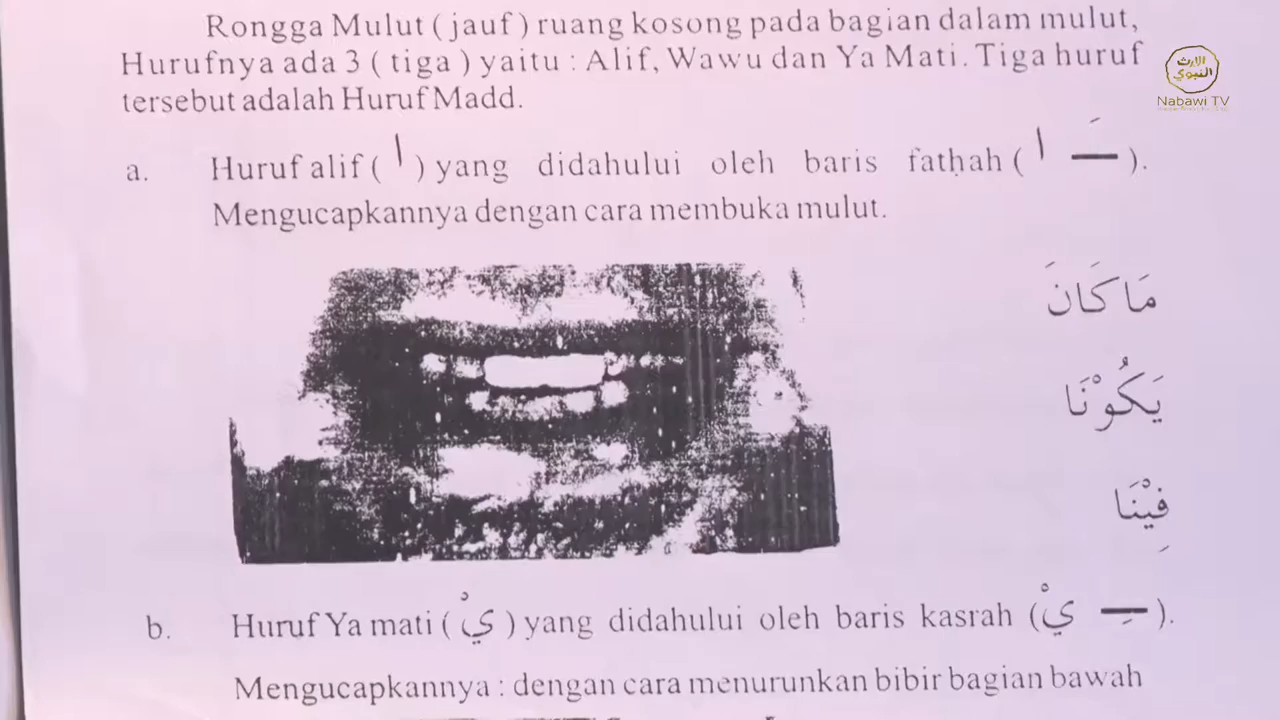 Rongga Mulut ( jauf ) ruang kosong pada bagian dalam mulut,
Hurufnya ada 3 ( tiga ) yaitu : Alif, Wawu dan Ya Mati. Tiga huruf
tersebut adalah Huruf Madd.
الإرث
النبوي
Nabawi TV
a. Huruf alif ( ا ) yang didahului oleh baris fatḥah ( ـَ ا ).
Mengucapkannya dengan cara membuka mulut.
مَا كَانَ
يَكُوْنَا
فِيْنَا
b. Huruf Ya mati ( يْ ) yang didahului oleh baris kasrah ( ـِ يْ ).
Mengucapkannya : dengan cara menurunkan bibir bagian bawah